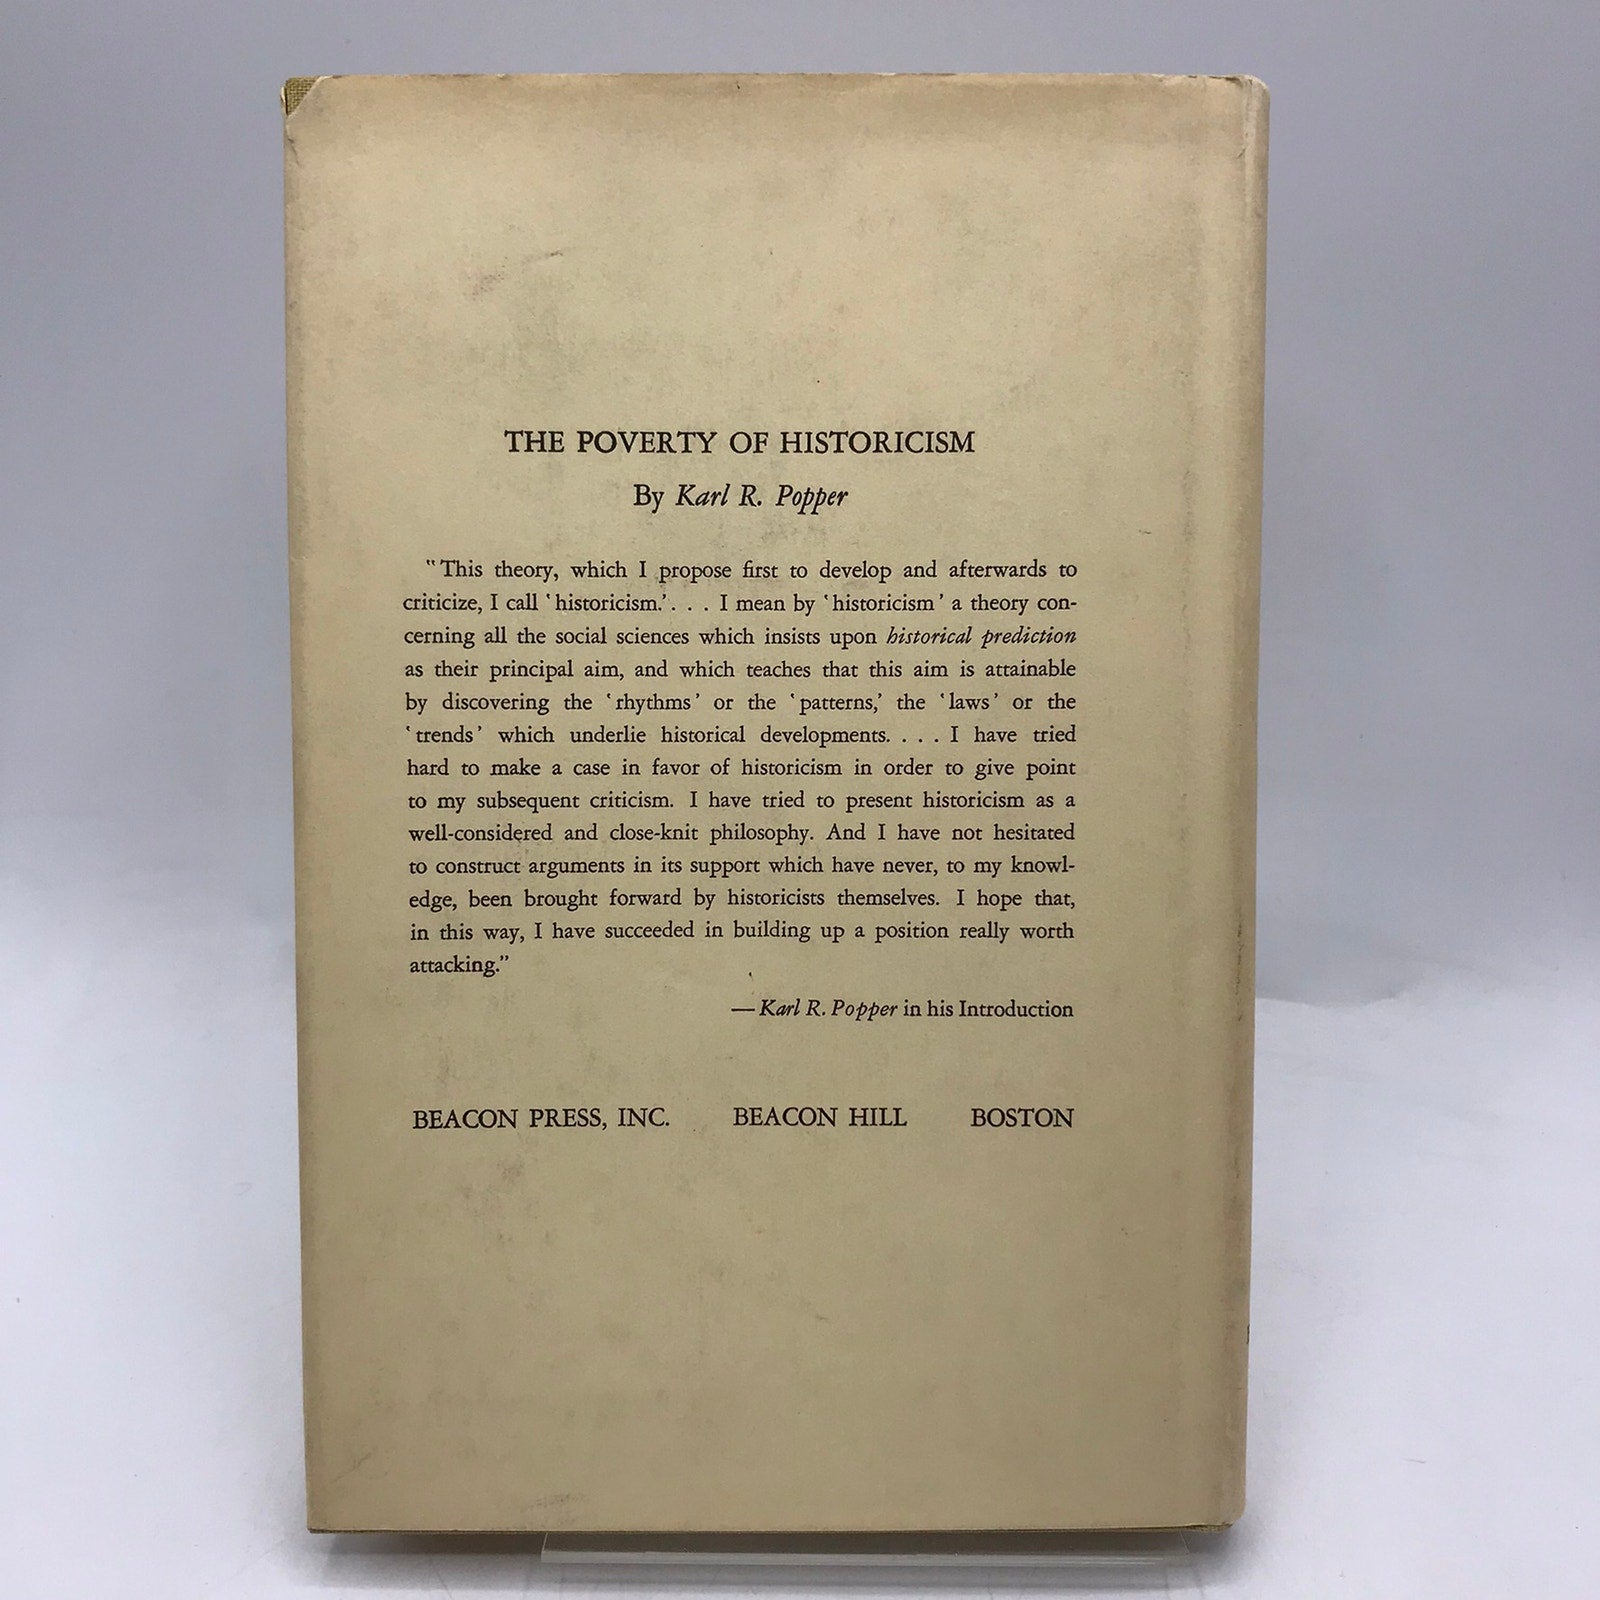 THE POVERTY OF HISTORICISM
By Karl R. Popper
"This theory, which I propose first to develop and afterwards to
criticize, I call ‘historicism.’ . . . I mean by ‘historicism’ a theory con-
cerning all the social sciences which insists upon historical prediction
as their principal aim, and which teaches that this aim is attainable
by discovering the ‘rhythms’ or the ‘patterns,’ the ‘laws’ or the
‘trends’ which underlie historical developments. . . . I have tried
hard to make a case in favor of historicism in order to give point
to my subsequent criticism. I have tried to present historicism as a
well-considered and close-knit philosophy. And I have not hesitated
to construct arguments in its support which have never, to my knowl-
edge, been brought forward by historicists themselves. I hope that,
in this way, I have succeeded in building up a position really worth
attacking."
—Karl R. Popper in his Introduction
BEACON PRESS, INC. BEACON HILL BOSTON